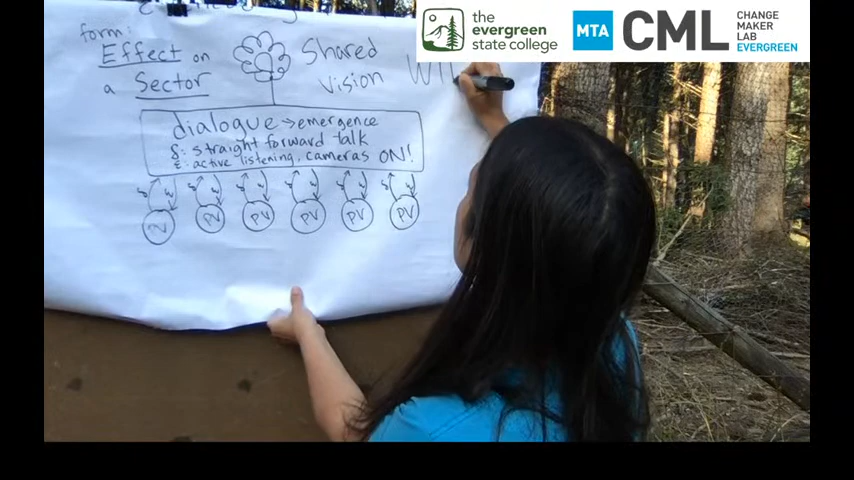 the
evergreen
state college
MTA
CML
CHANGE
MAKER
LAB
EVERGREEN
form:
Effect on
a Sector
Shared
Vision
dialogue → emergence
δ: straight forward talk
ε: active listening, cameras ON!
PV PV PV PV PV PV